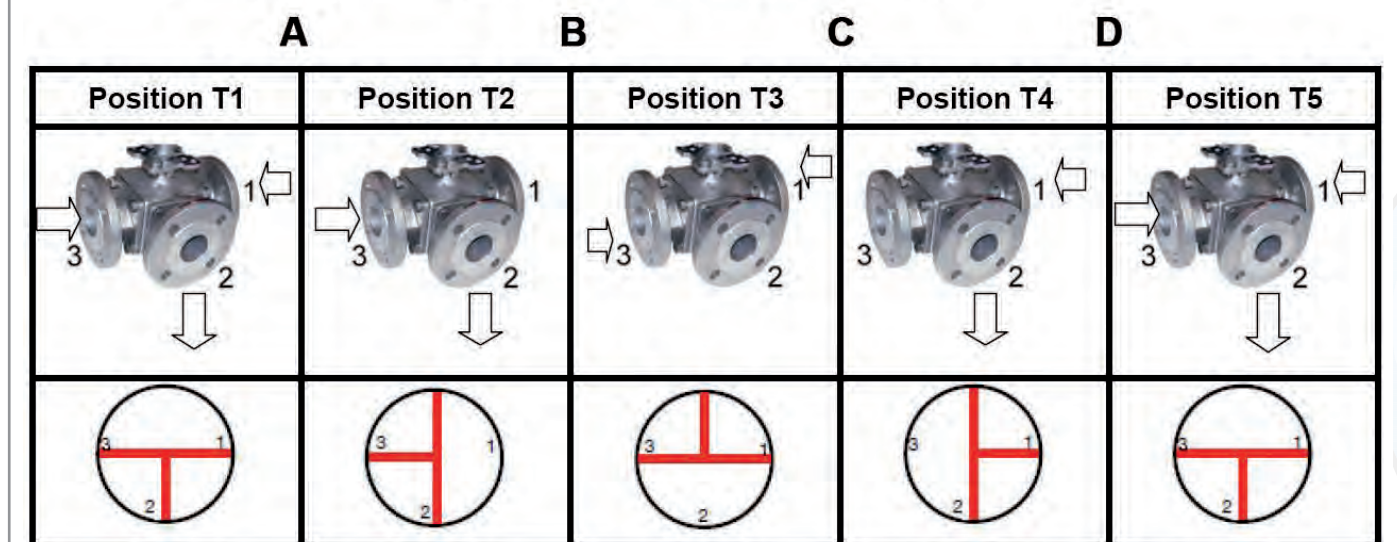 A B C D
Position T1 Position T2 Position T3 Position T4 Position T5
1 1 1 1 1
3 3 3 3 3
2 2 2 2 2
3 1 3 1 3 1 3 1 3 1
2 2 2 2 2